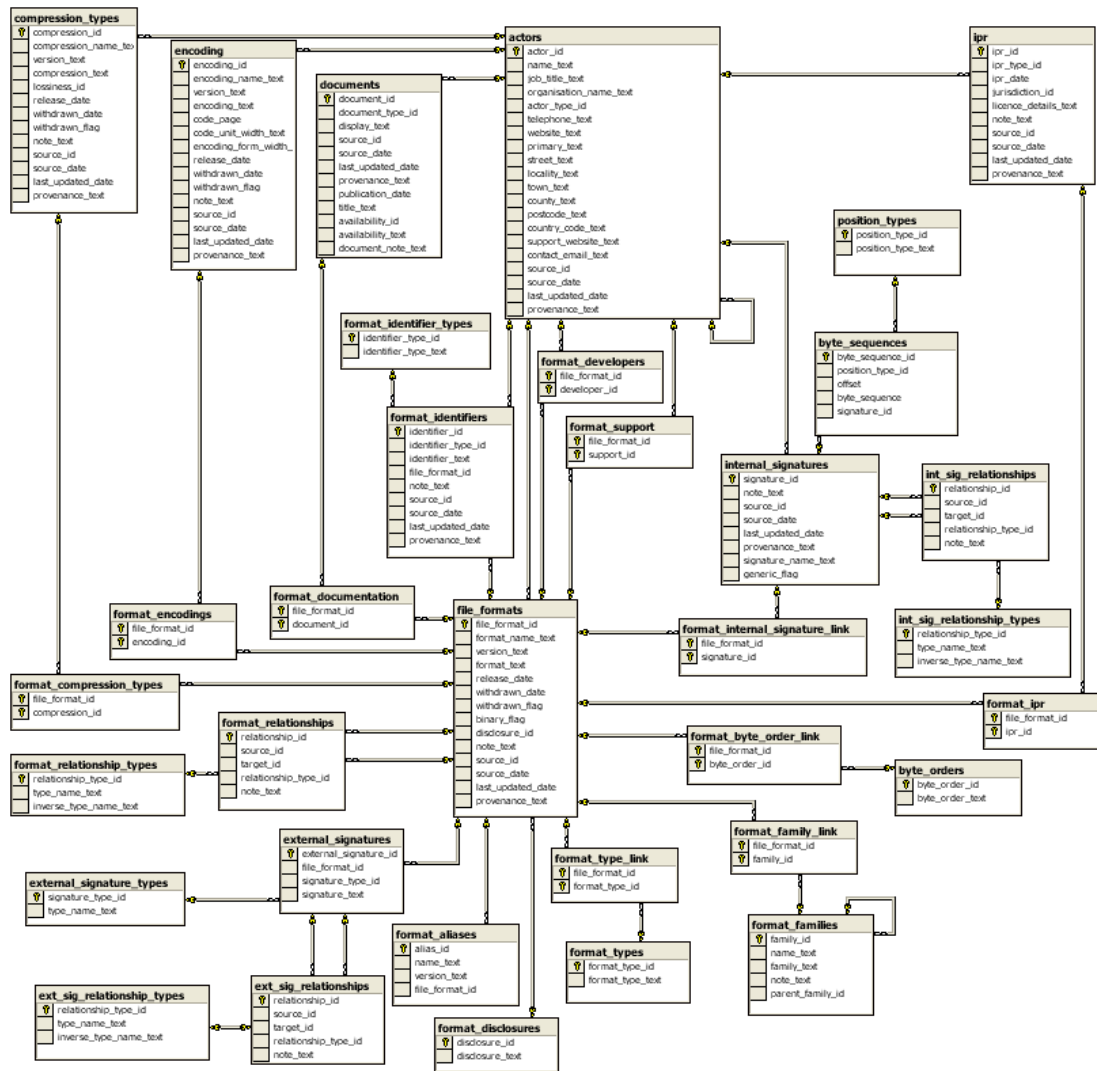 compression_types
compression_id
compression_name_te
version_text
compression_text
lossiness_id
release_date
withdrawn_date
withdrawn_flag
note_text
source_id
source_date
last_updated_date
provenance_text
encoding
encoding_id
encoding_name_text
version_text
encoding_text
code_page
code_unit_width_text
encoding_form_width_
release_date
withdrawn_date
withdrawn_flag
note_text
source_id
source_date
last_updated_date
provenance_text
documents
document_id
document_type_id
display_text
source_id
source_date
last_updated_date
provenance_text
publication_date
title_text
availability_id
availability_text
document_note_text
actors
actor_id
name_text
job_title_text
organisation_name_text
actor_type_id
telephone_text
website_text
primary_text
street_text
locality_text
town_text
county_text
postcode_text
country_code_text
support_website_text
contact_email_text
source_id
source_date
last_updated_date
provenance_text
ipr
ipr_id
ipr_type_id
ipr_date
jurisdiction_id
licence_details_text
note_text
source_id
source_date
last_updated_date
provenance_text
position_types
position_type_id
position_type_text
format_identifier_types
identifier_type_id
identifier_type_text
format_developers
file_format_id
developer_id
byte_sequences
byte_sequence_id
position_type_id
offset
byte_sequence
signature_id
format_identifiers
identifier_id
identifier_type_id
identifier_text
file_format_id
note_text
source_id
source_date
last_updated_date
provenance_text
format_support
file_format_id
support_id
internal_signatures
signature_id
note_text
source_id
source_date
last_updated_date
provenance_text
signature_name_text
generic_flag
int_sig_relationships
relationship_id
source_id
target_id
relationship_type_id
note_text
format_documentation
file_format_id
document_id
format_encodings
file_format_id
encoding_id
file_formats
file_format_id
format_name_text
version_text
format_text
release_date
withdrawn_date
withdrawn_flag
binary_flag
disclosure_id
note_text
source_id
source_date
last_updated_date
provenance_text
format_internal_signature_link
file_format_id
signature_id
int_sig_relationship_types
relationship_type_id
type_name_text
inverse_type_name_text
format_compression_types
file_format_id
compression_id
format_relationships
relationship_id
source_id
target_id
relationship_type_id
note_text
format_ipr
file_format_id
ipr_id
format_byte_order_link
file_format_id
byte_order_id
format_relationship_types
relationship_type_id
type_name_text
inverse_type_name_text
byte_orders
byte_order_id
byte_order_text
format_family_link
file_format_id
family_id
external_signatures
external_signature_id
file_format_id
signature_type_id
signature_text
format_type_link
file_format_id
format_type_id
external_signature_types
signature_type_id
type_name_text
format_aliases
alias_id
name_text
version_text
file_format_id
format_types
format_type_id
format_type_text
format_families
family_id
name_text
family_text
note_text
parent_family_id
ext_sig_relationship_types
relationship_type_id
type_name_text
inverse_type_name_text
ext_sig_relationships
relationship_id
source_id
target_id
relationship_type_id
note_text
format_disclosures
disclosure_id
disclosure_text